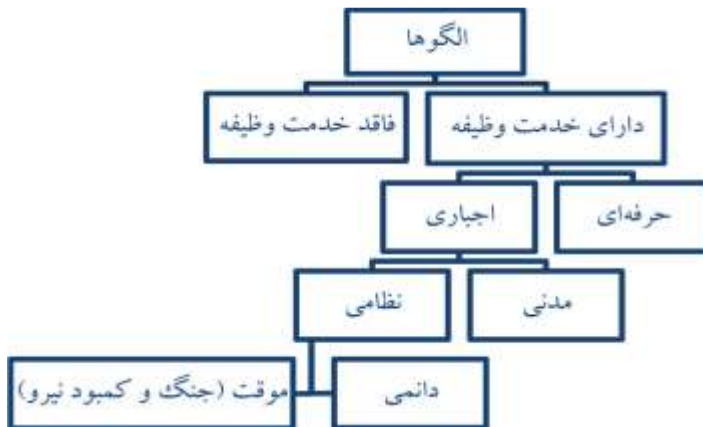 الگوها
دارای خدمت وظیفه
فاقد خدمت وظیفه
حرفه‌ای
اجباری
مدنی
نظامی
دائمی
موقت (جنگ و کمبود نیرو)